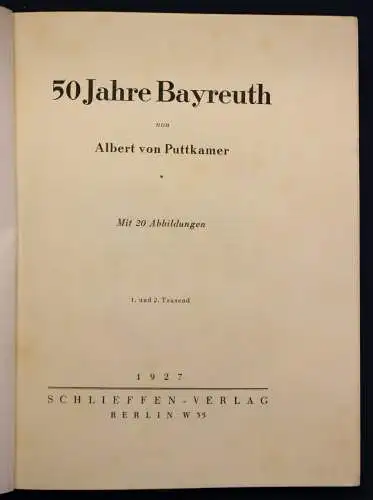 50 Jahre Bayreuth
von
Albert von Puttkamer
*
Mit 20 Abbildungen
1. und 2. Tausend
1927
SCHLIEFFEN-VERLAG
BERLIN W 35